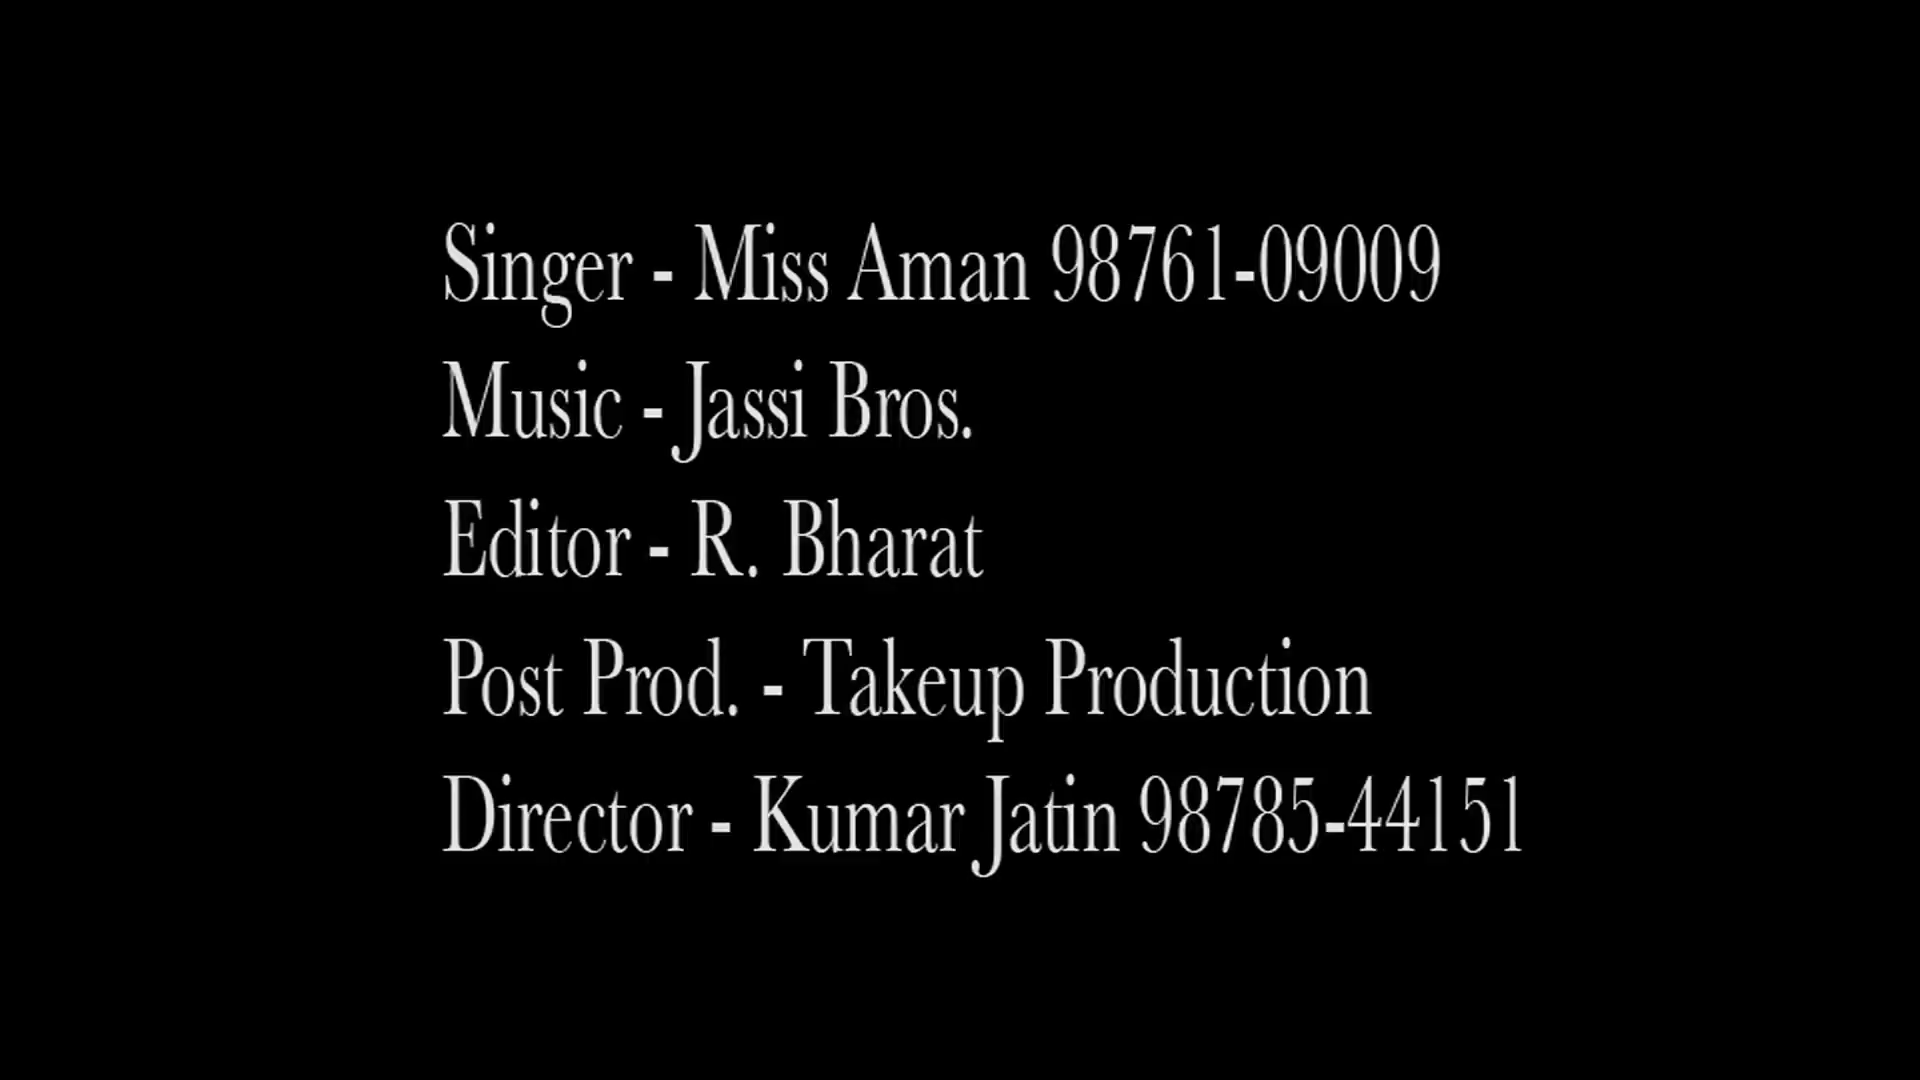 Singer - Miss Aman 98761-09009
Music - Jassi Bros.
Editor - R. Bharat
Post Prod. - Takeup Production
Director - Kumar Jatin 98785-44151